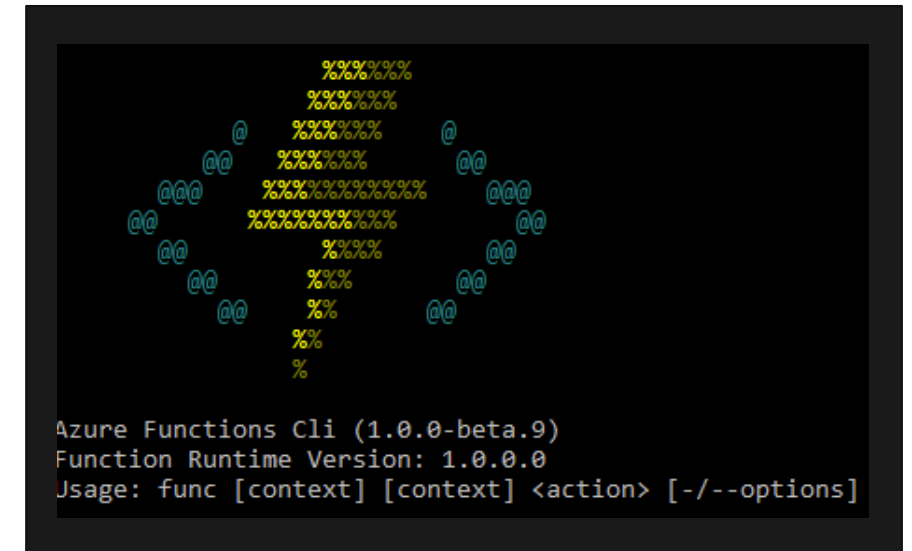 %%%%%%
%%%%%%
@ %%%%%% @
@@ %%%%%% @@
@@@ %%%%%%%%%%% @@@
@@ %%%%%%%%%% @@
@@ %%%% @@
@@ %%% @@
@@ %% @@
%%
%
Azure Functions Cli (1.0.0-beta.9)
Function Runtime Version: 1.0.0.0
Usage: func [context] [context] <action> [-/--options]